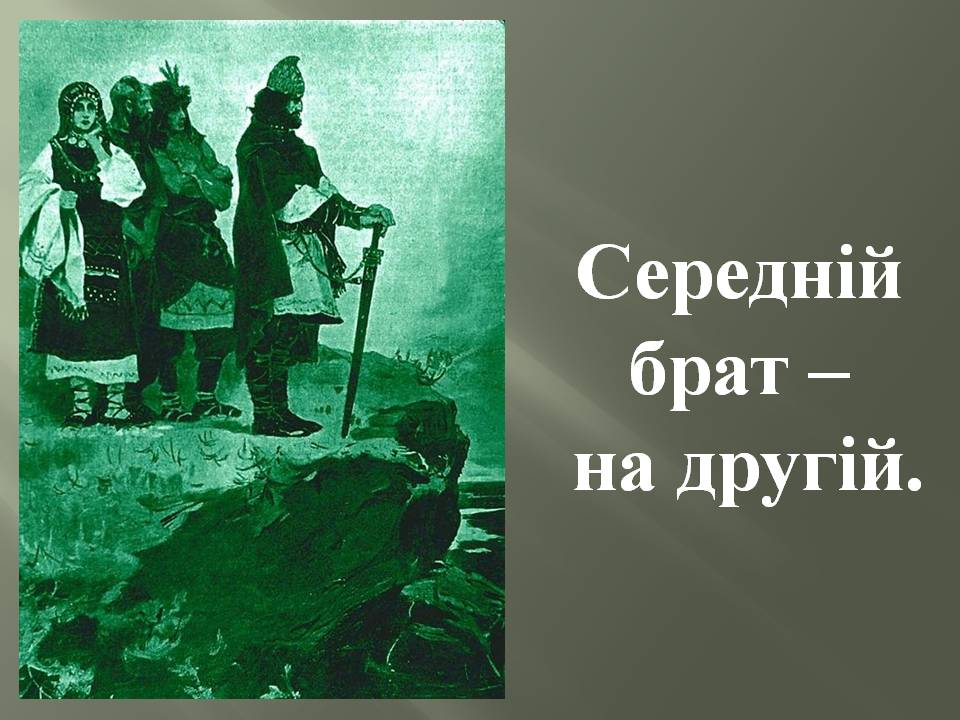 Середній
брат –
на другій.